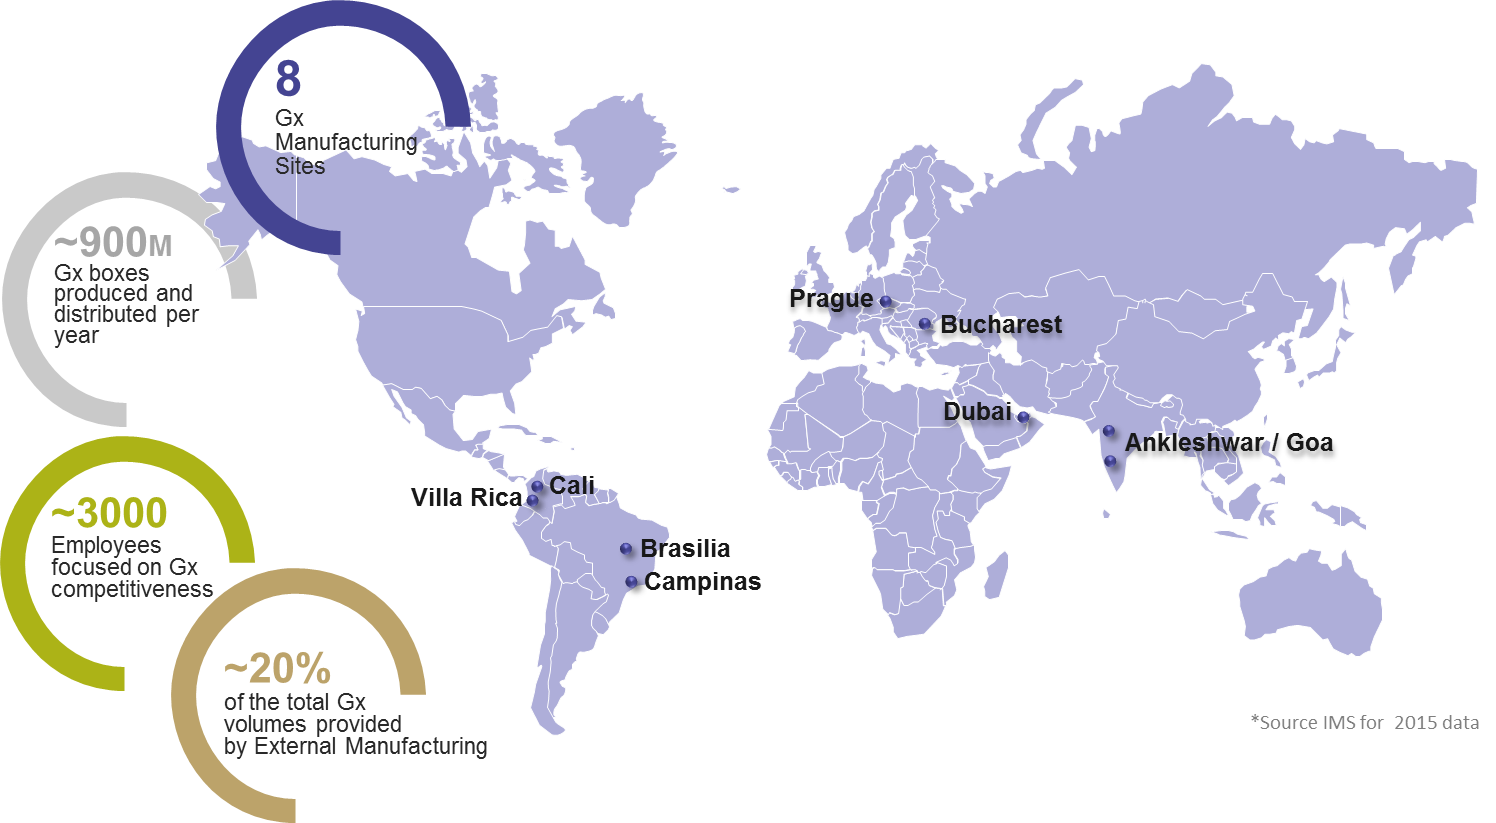 8
Gx
Manufacturing
Sites
~900M
Gx boxes
produced and
distributed per
year
~3000
Employees
focused on Gx
competitiveness
~20%
of the total Gx
volumes provided
by External Manufacturing
Prague
Bucharest
Dubai
Ankleshwar / Goa
Cali
Villa Rica
Brasilia
Campinas
*Source IMS for 2015 data